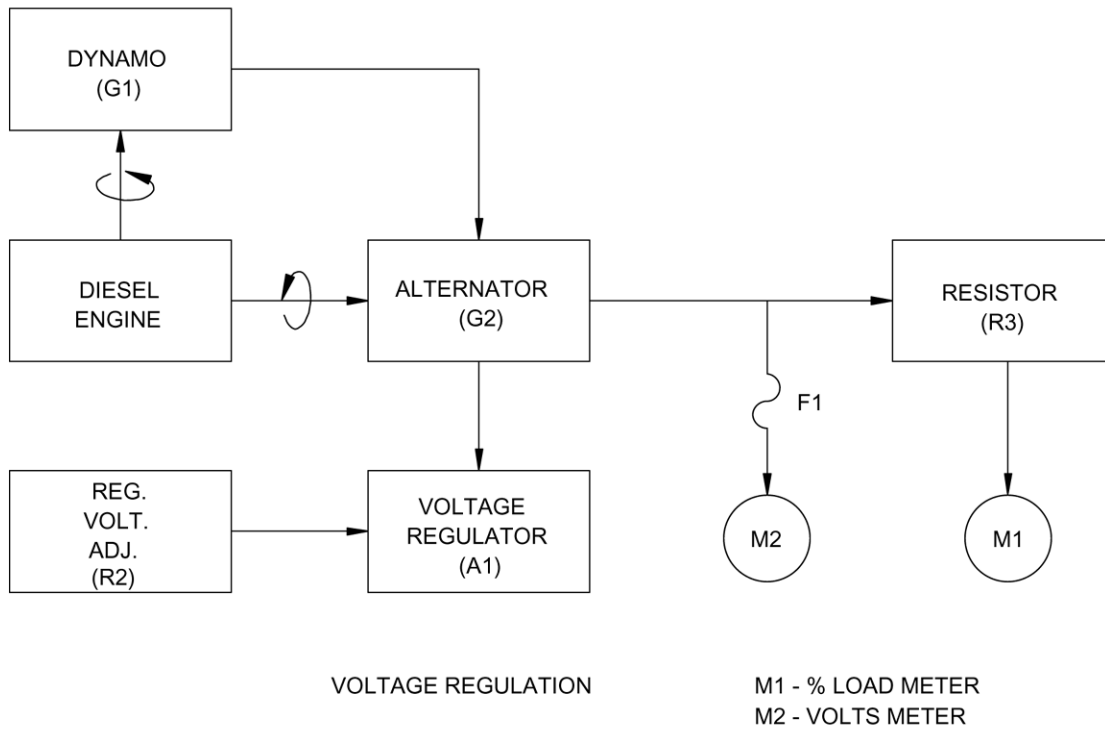 DYNAMO
(G1)
DIESEL
ENGINE
ALTERNATOR
(G2)
RESISTOR
(R3)
F1
REG.
VOLT.
ADJ.
(R2)
VOLTAGE
REGULATOR
(A1)
M2
M1
VOLTAGE REGULATION
M1 - % LOAD METER
M2 - VOLTS METER